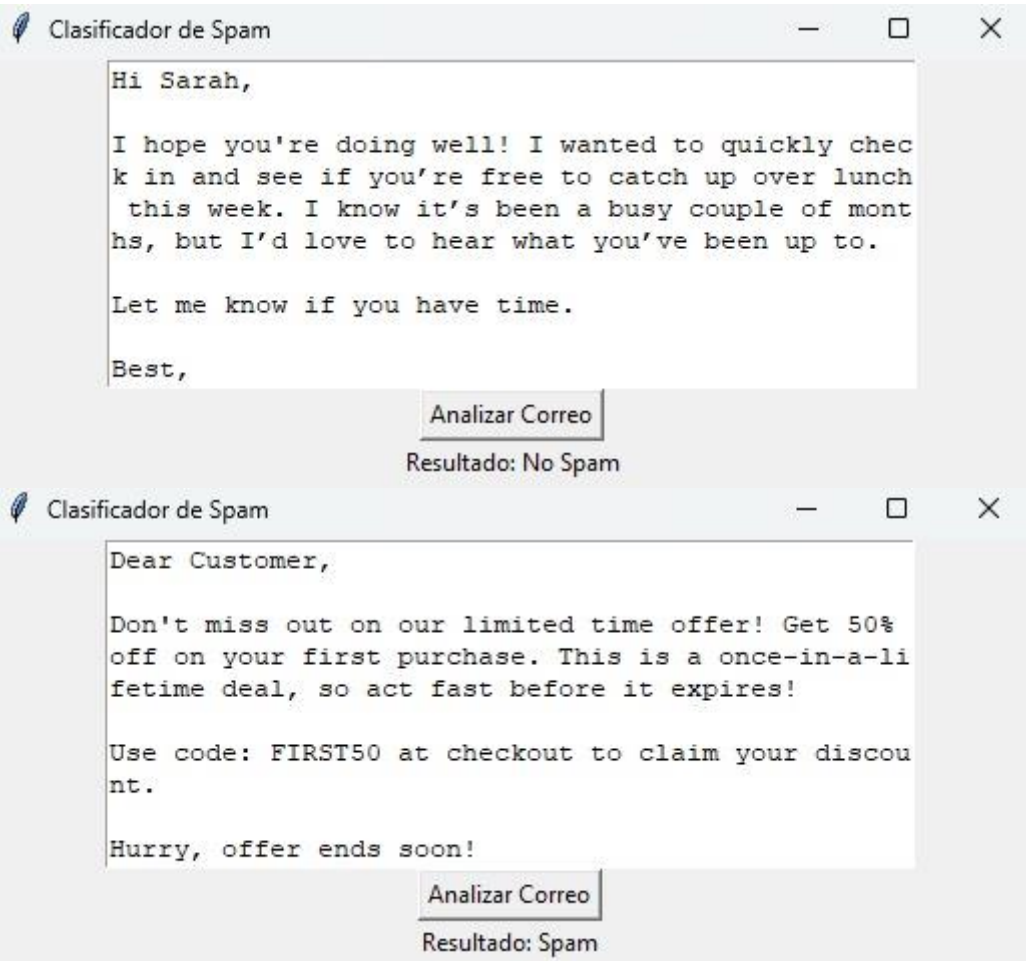 Clasificador de Spam
Hi Sarah,
I hope you're doing well! I wanted to quickly chec
k in and see if you’re free to catch up over lunch
this week. I know it’s been a busy couple of mont
hs, but I’d love to hear what you’ve been up to.
Let me know if you have time.
Best,
Analizar Correo
Resultado: No Spam
Clasificador de Spam
Dear Customer,
Don't miss out on our limited time offer! Get 50%
off on your first purchase. This is a once-in-a-li
fetime deal, so act fast before it expires!
Use code: FIRST50 at checkout to claim your discou
nt.
Hurry, offer ends soon!
Analizar Correo
Resultado: Spam